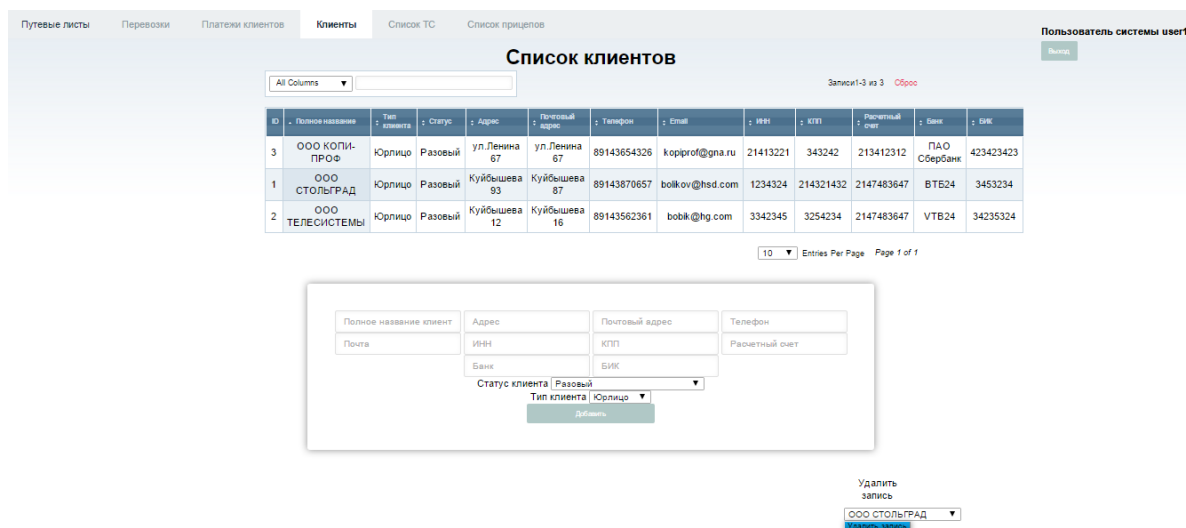 Путевые листы Перевозки Платежи клиентов Клиенты Список ТС Список прицепов
Пользователь системы user1
Выход
Список клиентов
All Columns
Записи1-3 из 3 Сброс
ID Полное название Тип клиента Статус Адрес Почтовый адрес Телефон Email ИНН КПП Расчетный счет Банк БИК
3 ООО КОПИ-ПРОФ Юрлицо Разовый ул.Ленина 67 ул.Ленина 67 89143654326 kopiprof@gna.ru 21413221 343242 213412312 ПАО Сбербанк 423423423
1 ООО СТОЛЬГРАД Юрлицо Разовый Куйбышева 93 Куйбышева 87 89143870657 bolikov@hsd.com 1234324 214321432 2147483647 ВТБ24 3453234
2 ООО ТЕЛЕСИСТЕМЫ Юрлицо Разовый Куйбышева 12 Куйбышева 16 89143562361 bobik@hg.com 3342345 3254234 2147483647 VTB24 34235324
10 Entries Per Page Page 1 of 1
Полное название клиент Адрес Почтовый адрес Телефон
Почта ИНН КПП Расчетный счет
Банк БИК
Статус клиента Разовый
Тип клиента Юрлицо
Добавить
Удалить
запись
ООО СТОЛЬГРАД
Удалить запись